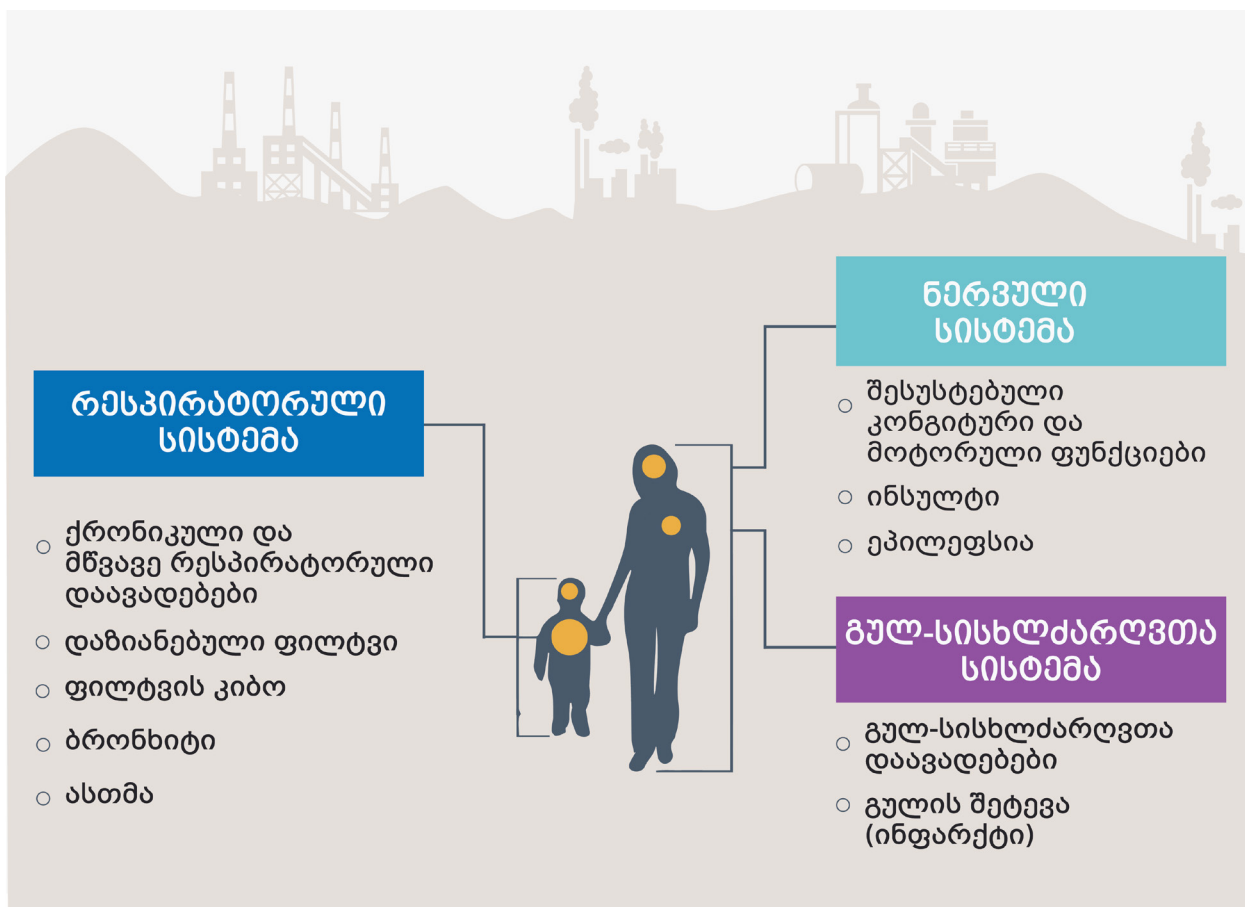 რესპირატორული
სისტემა
ქრონიკული და
მწვავე რესპირატორული
დაავადებები
დაზიანებული ფილტვი
ფილტვის კიბო
ბრონხიტი
ასთმა
ნერვული
სისტემა
შესუსტებული
კონგიტური და
მოტორული ფუნქციები
ინსულტი
ეპილეფსია
გულ-სისხლძარღვთა
სისტემა
გულ-სისხლძარღვთა
დაავადებები
გულის შეტევა
(ინფარქტი)